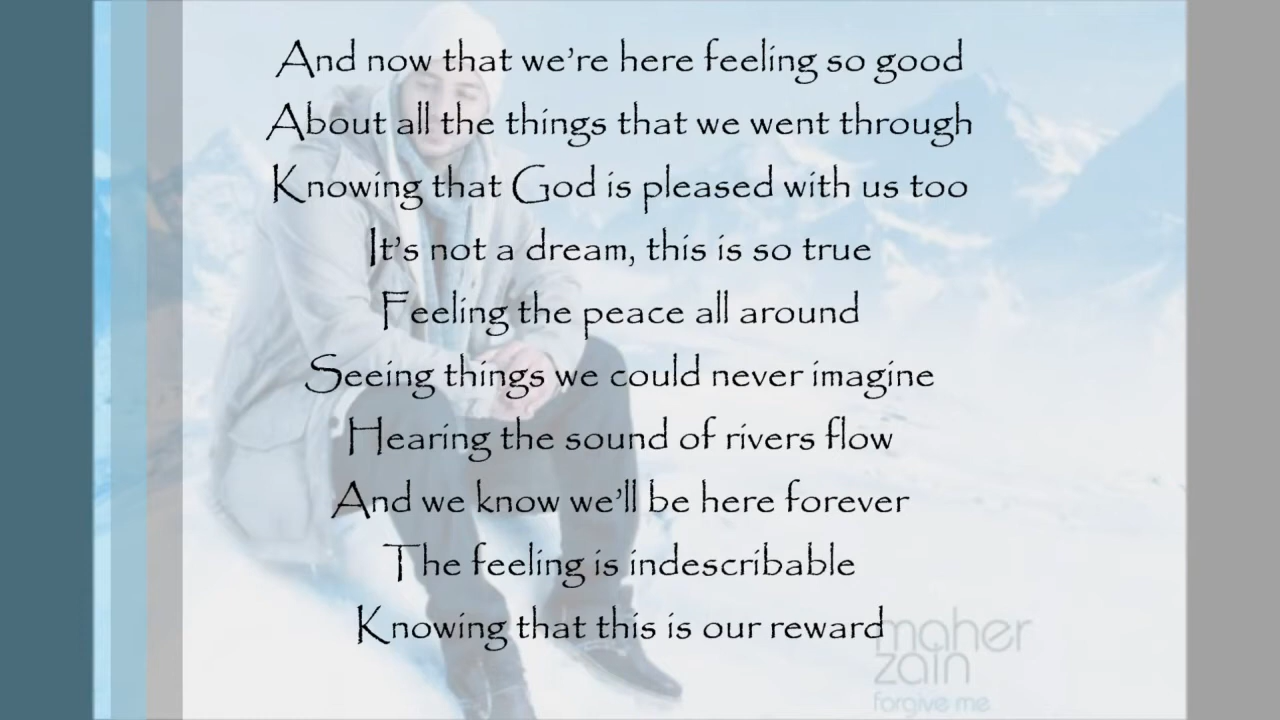 And now that we're here feeling so good
About all the things that we went through
Knowing that God is pleased with us too
It's not a dream, this is so true
Feeling the peace all around
Seeing things we could never imagine
Hearing the sound of rivers flow
And we know we'll be here forever
The feeling is indescribable
Knowing that this is our reward
maher
zain
forgive me